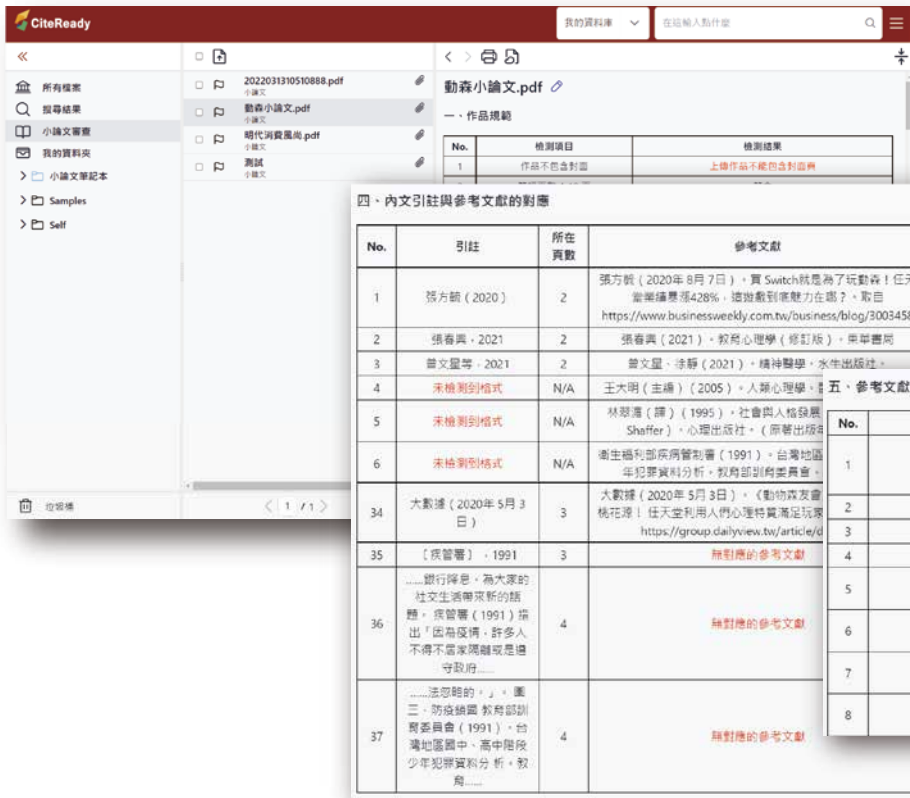 CiteReady
我的資料庫
在這輸入點什麼
所有檔案
搜尋結果
小論文審查
我的資料夾
小論文筆記本
Samples
Self
垃圾桶
2022031310510888.pdf
小論文
動森小論文.pdf
小論文
明代消費風尚.pdf
小論文
測試
小論文
1 / 1
動森小論文.pdf
一、作品規範
No. 檢測項目 檢測結果
1 作品不包含封面 上傳作品不能包含封面頁
四、內文引註與參考文獻的對應
No. 引註 所在頁數 參考文獻
1 張方毓（2020） 2 張方毓（2020年8月7日）。買 Switch就是為了玩動森！任天
堂業績暴漲428%，這遊戲到底魅力在哪？。取自
https://www.businessweekly.com.tw/business/blog/3003458
2 張春興，2021 2 張春興（2021）。教育心理學（修訂版）。東華書局
3 曾文星等，2021 2 曾文星、徐靜（2021）。精神醫學。水牛出版社。
4 未檢測到格式 N/A 王大明（主編）（2005）。人類心理學。
5 未檢測到格式 N/A 林翠湄（譯）（1995）。社會與人格發展
Shaffer）。心理出版社。（原著出版年
6 未檢測到格式 N/A 衛生福利部疾病管制署（1991）。台灣地區
年犯罪資料分析。教育部訓育委員會。
34 大數據（2020年5月3
日） 3 大數據（2020年 5月 3日）。《動物森友會
桃花源！ 任天堂利用人們心理特質滿足玩家
https://group.dailyview.tw/article/d
35 〔疾管署〕，1991 3 無對應的參考文獻
36 ......銀行降息，為大家的
社交生活帶來新的話
題。 疾管署（1991）指
出「因為疫情，許多人
不得不居家隔離或是遵
守政府...... 4 無對應的參考文獻
37 ......法忽略的。」。 圖
三、防疫鎖國 教育部訓
育委員會（1991）。台
灣地區國中、高中階段
少年犯罪資料分 析。教
育...... 4 無對應的參考文獻
五、參考文獻
No.
1
2
3
4
5
6
7
8